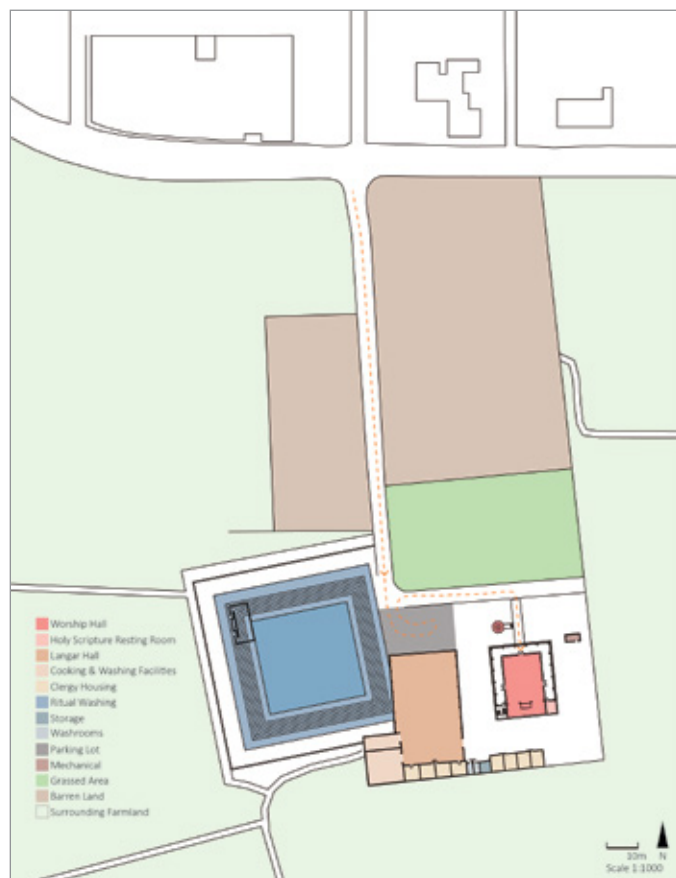 Worship Hall
Holy Scripture Resting Room
Langar Hall
Cooking & Washing Facilities
Clergy Housing
Ritual Washing
Storage
Washrooms
Parking Lot
Mechanical
Grassed Area
Barren Land
Surrounding Farmland
10m N
Scale 1:1000